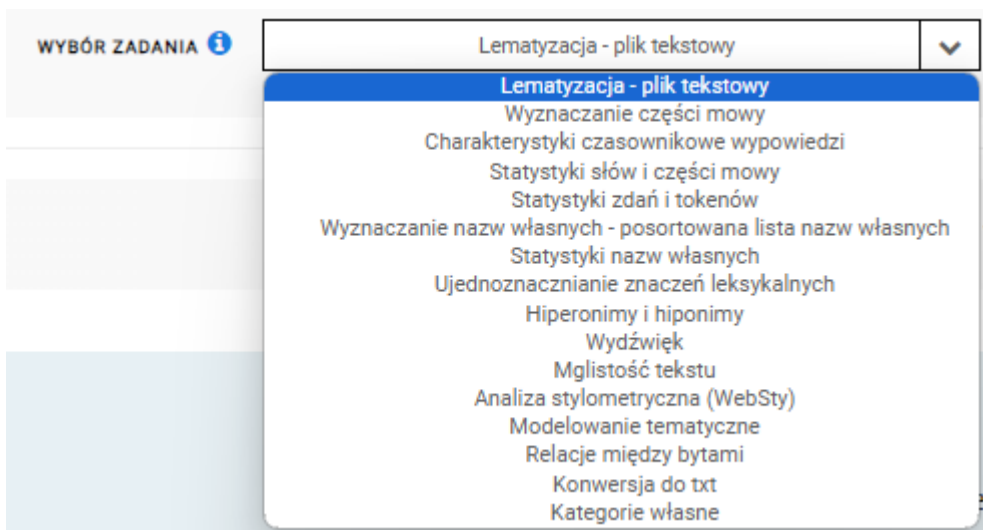 WYBÓR ZADANIA i Lematyzacja - plik tekstowy
Lematyzacja - plik tekstowy
Wyznaczanie części mowy
Charakterystyki czasownikowe wypowiedzi
Statystyki słów i części mowy
Statystyki zdań i tokenów
Wyznaczanie nazw własnych - posortowana lista nazw własnych
Statystyki nazw własnych
Ujednoznacznianie znaczeń leksykalnych
Hiperonimy i hiponimy
Wydźwięk
Mglistość tekstu
Analiza stylometryczna (WebSty)
Modelowanie tematyczne
Relacje między bytami
Konwersja do txt
Kategorie własne